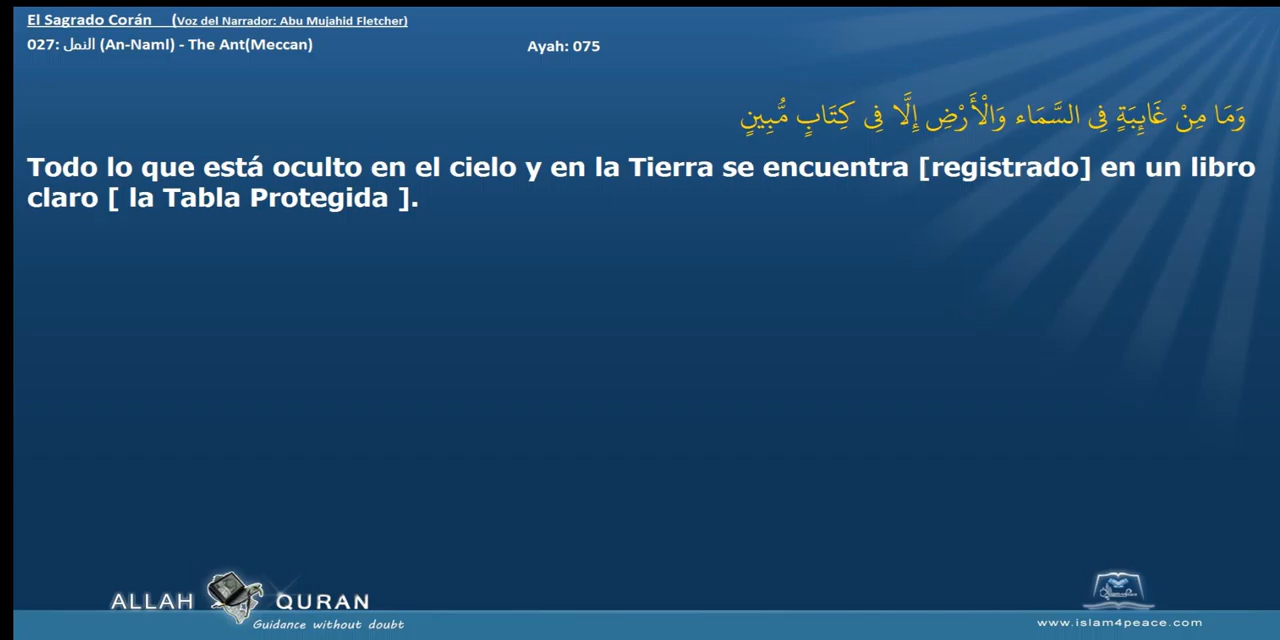 El Sagrado Corán (Voz del Narrador: Abu Mujahid Fletcher)
027: النمل (An-Naml) - The Ant(Meccan) Ayah: 075
وَمَا مِنْ غَائِبَةٍ فِي السَّمَاء وَالْأَرْضِ إِلَّا فِي كِتَابٍ مُّبِينٍ
Todo lo que está oculto en el cielo y en la Tierra se encuentra [registrado] en un libro
claro [ la Tabla Protegida ].
ALLAH QURAN
Guidance without doubt
www.islam4peace.com